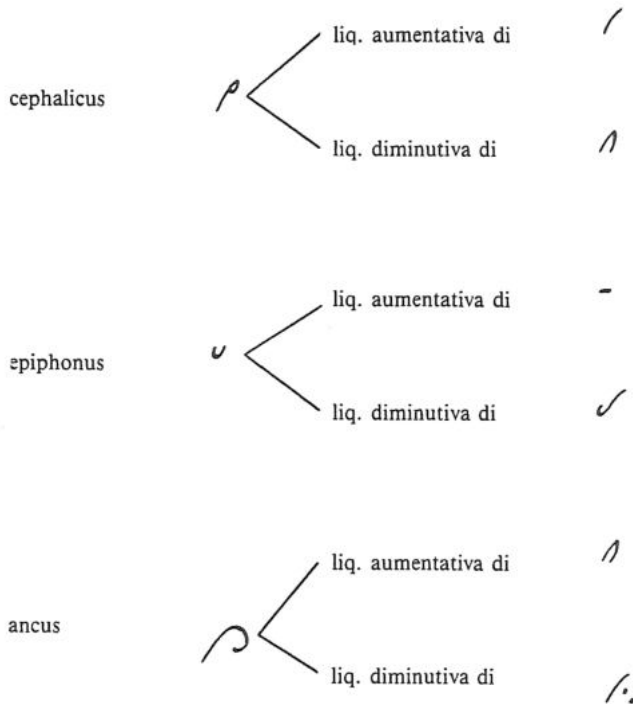 liq. aumentativa di
cephalicus
liq. diminutiva di
liq. aumentativa di
epiphonus
liq. diminutiva di
liq. aumentativa di
ancus
liq. diminutiva di